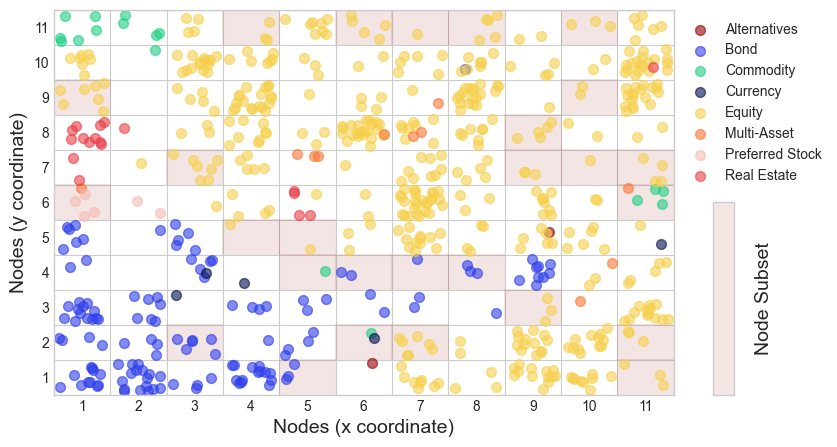 11
10
9
8
7
6
5
4
3
2
1
Nodes (y coordinate)
1 2 3 4 5 6 7 8 9 10 11
Nodes (x coordinate)
Alternatives
Bond
Commodity
Currency
Equity
Multi-Asset
Preferred Stock
Real Estate
Node Subset